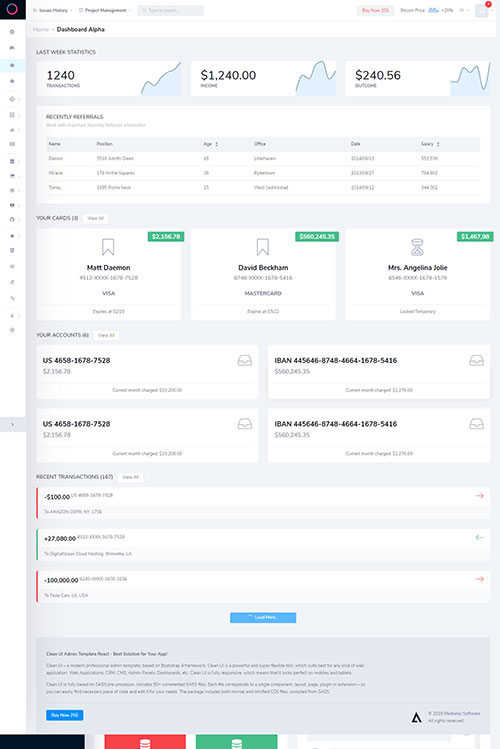 Issues History
Project Management
Type to search...
Buy Now 25$
Bitcoin Price
+20%
Home
Dashboard Alpha
LAST WEEK STATISTICS
1240
TRANSACTIONS
$1,240.00
INCOME
$240.56
OUTCOME
RECENTLY REFERRALS
Block with important Recently Referrals information
Name Position Age Office Date Salary
Damon 5516 Adolfo Green 18 Littlehaven 2014/06/13
Miracle 176 Hirthe Squares 35 Ryleetown 2013/09/27
Torrey 1995 Richie Neck 15 West Sedrickstad 2014/09/12
YOUR CARDS (3)
View All
$2,156.78
Matt Daemon
4512-XXXX-1678-7528
VISA
Expires at 02/20
$560,245.35
David Beckham
8748-XXXX-1678-5416
MASTERCARD
Expires at 03/22
$1,467,98
Mrs. Angelina Jolie
6546-XXXX-1678-1579
VISA
Locked Temporary
YOUR ACCOUNTS (6)
View All
US 4658-1678-7528
$2,156.78
Current month charged: $10,200.00
IBAN 445646-8748-4664-1678-5416
$560,245.35
Current month charged: $1,276.00
US 4658-1678-7528
$2,156.78
Current month charged: $10,200.00
IBAN 445646-8748-4664-1678-5416
$560,245.35
Current month charged: $1,276.00
RECENT TRANSACTIONS (167)
View All
-$100.00 US 4658-1678-7528
To AMAZON COPR, NY, 1756
+27,080.00 4512-XXXX-1678-7528
To DigitalOcean Cloud Hosting, Winnetka, LA
-100,000.00 6245-XXXX-1678-3256
To Tesla Cars, LA, USA
Load More...
Clean UI Admin Template React - Best Solution for Your App!
Clean UI – a modern professional admin template, based on Bootstrap 4 framework. Clean UI is a powerful and super flexible tool, which suits best for any kind of web
application: Web Applications; CRM; CMS; Admin Panels; Dashboards; etc. Clean UI is fully responsive, which means that it looks perfect on mobiles and tablets.
Clean UI is fully based on SASS pre-processor, includes 50+ commented SASS files. Each file corresponds to a single component, layout, page, plugin or extension—so
you can easily find necessary piece of code and edit it for your needs. The package includes both normal and minified CSS files, compiled from SASS.
Buy Now 25$
© 2018 Mediatec Software
All rights reserved